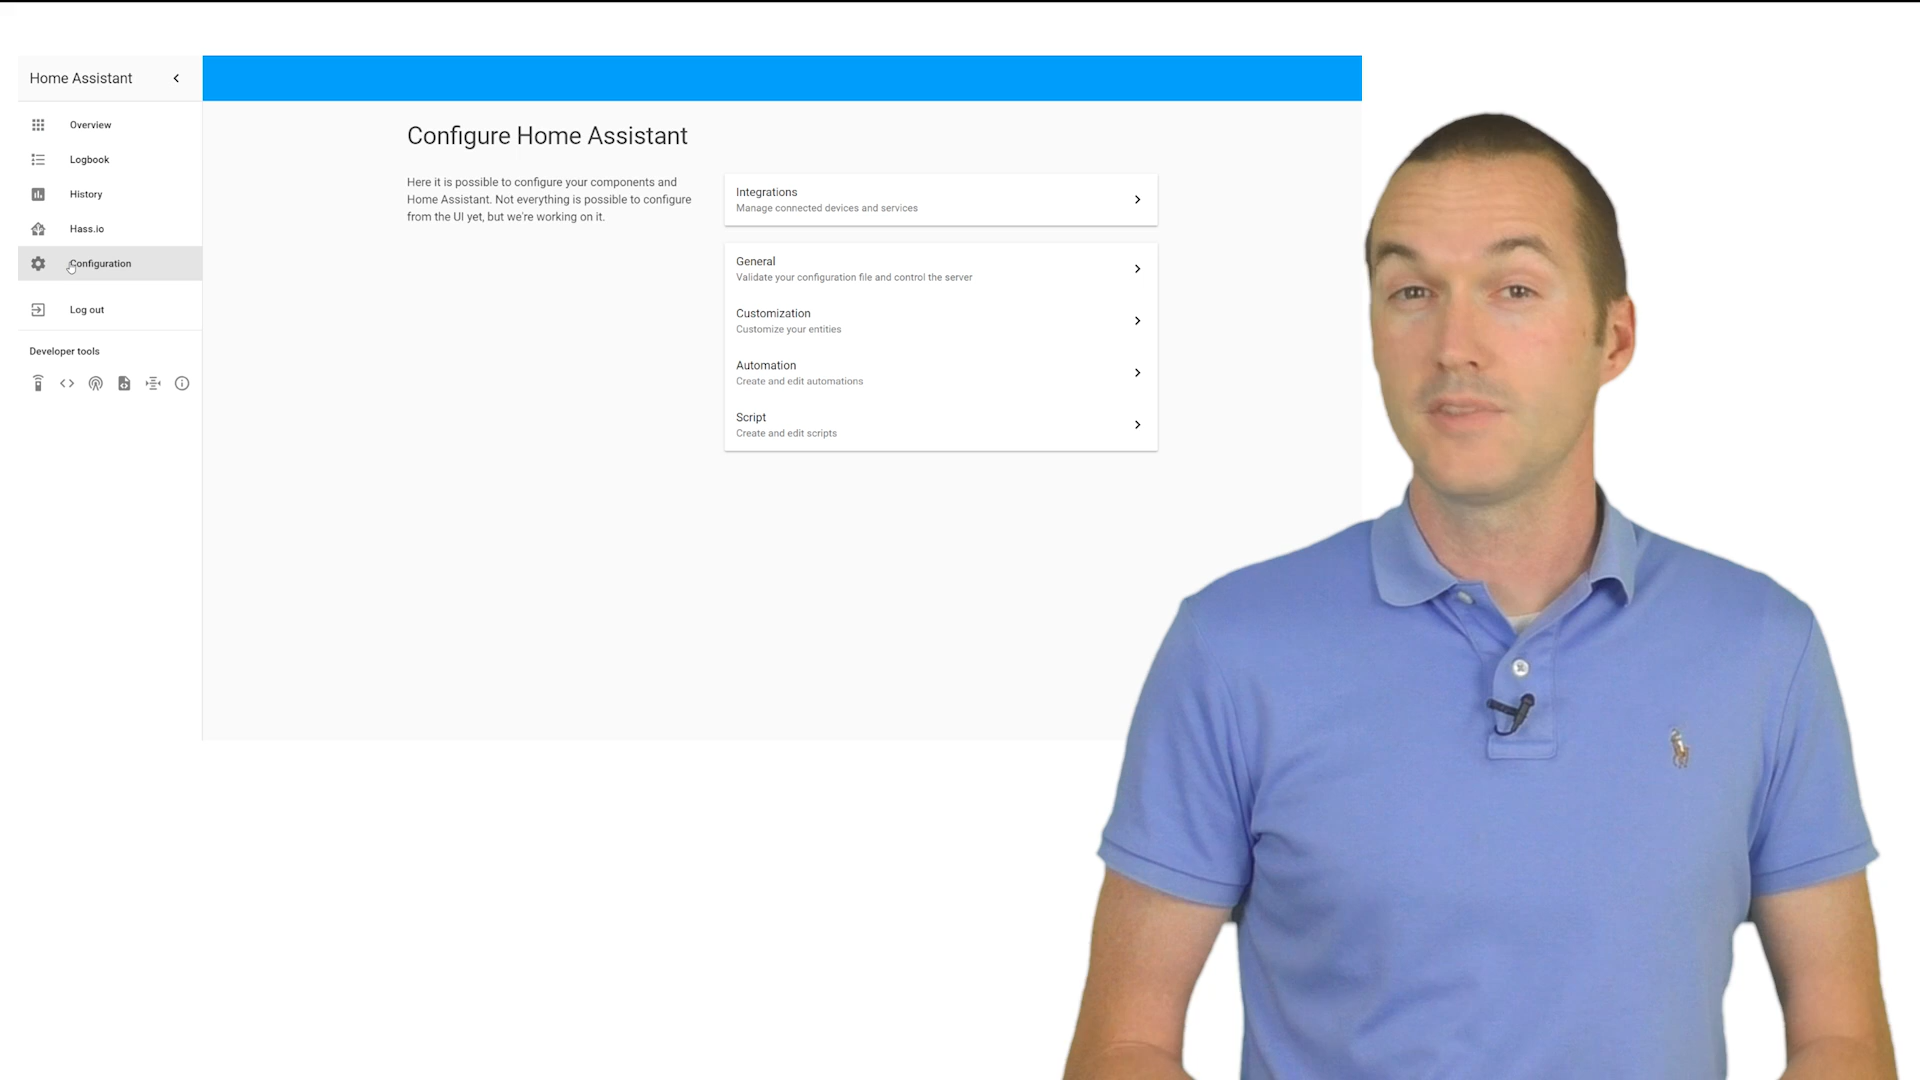 Home Assistant
Overview
Logbook
History
Hass.io
Configuration
Log out
Developer tools
Configure Home Assistant
Here it is possible to configure your components and
Home Assistant. Not everything is possible to configure
from the UI yet, but we're working on it.
Integrations
Manage connected devices and services
General
Validate your configuration file and control the server
Customization
Customize your entities
Automation
Create and edit automations
Script
Create and edit scripts